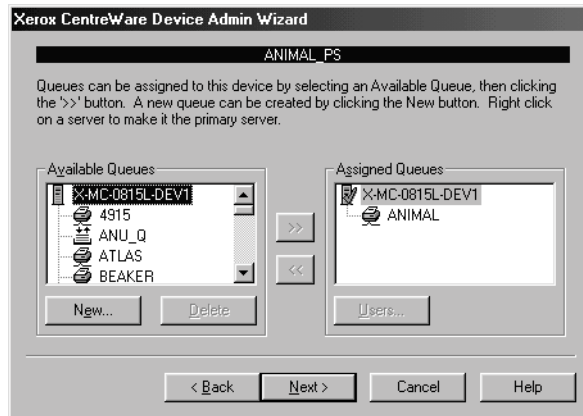 Xerox CentreWare Device Admin Wizard
ANIMAL_PS
Queues can be assigned to this device by selecting an Available Queue, then clicking
the '>>' button. A new queue can be created by clicking the New button. Right click
on a server to make it the primary server.
Available Queues
X-MC-0815L-DEV1
4915
ANU_Q
ATLAS
BEAKER
New...
Delete
>>
<<
Assigned Queues
X-MC-0815L-DEV1
ANIMAL
Users...
< Back
Next >
Cancel
Help